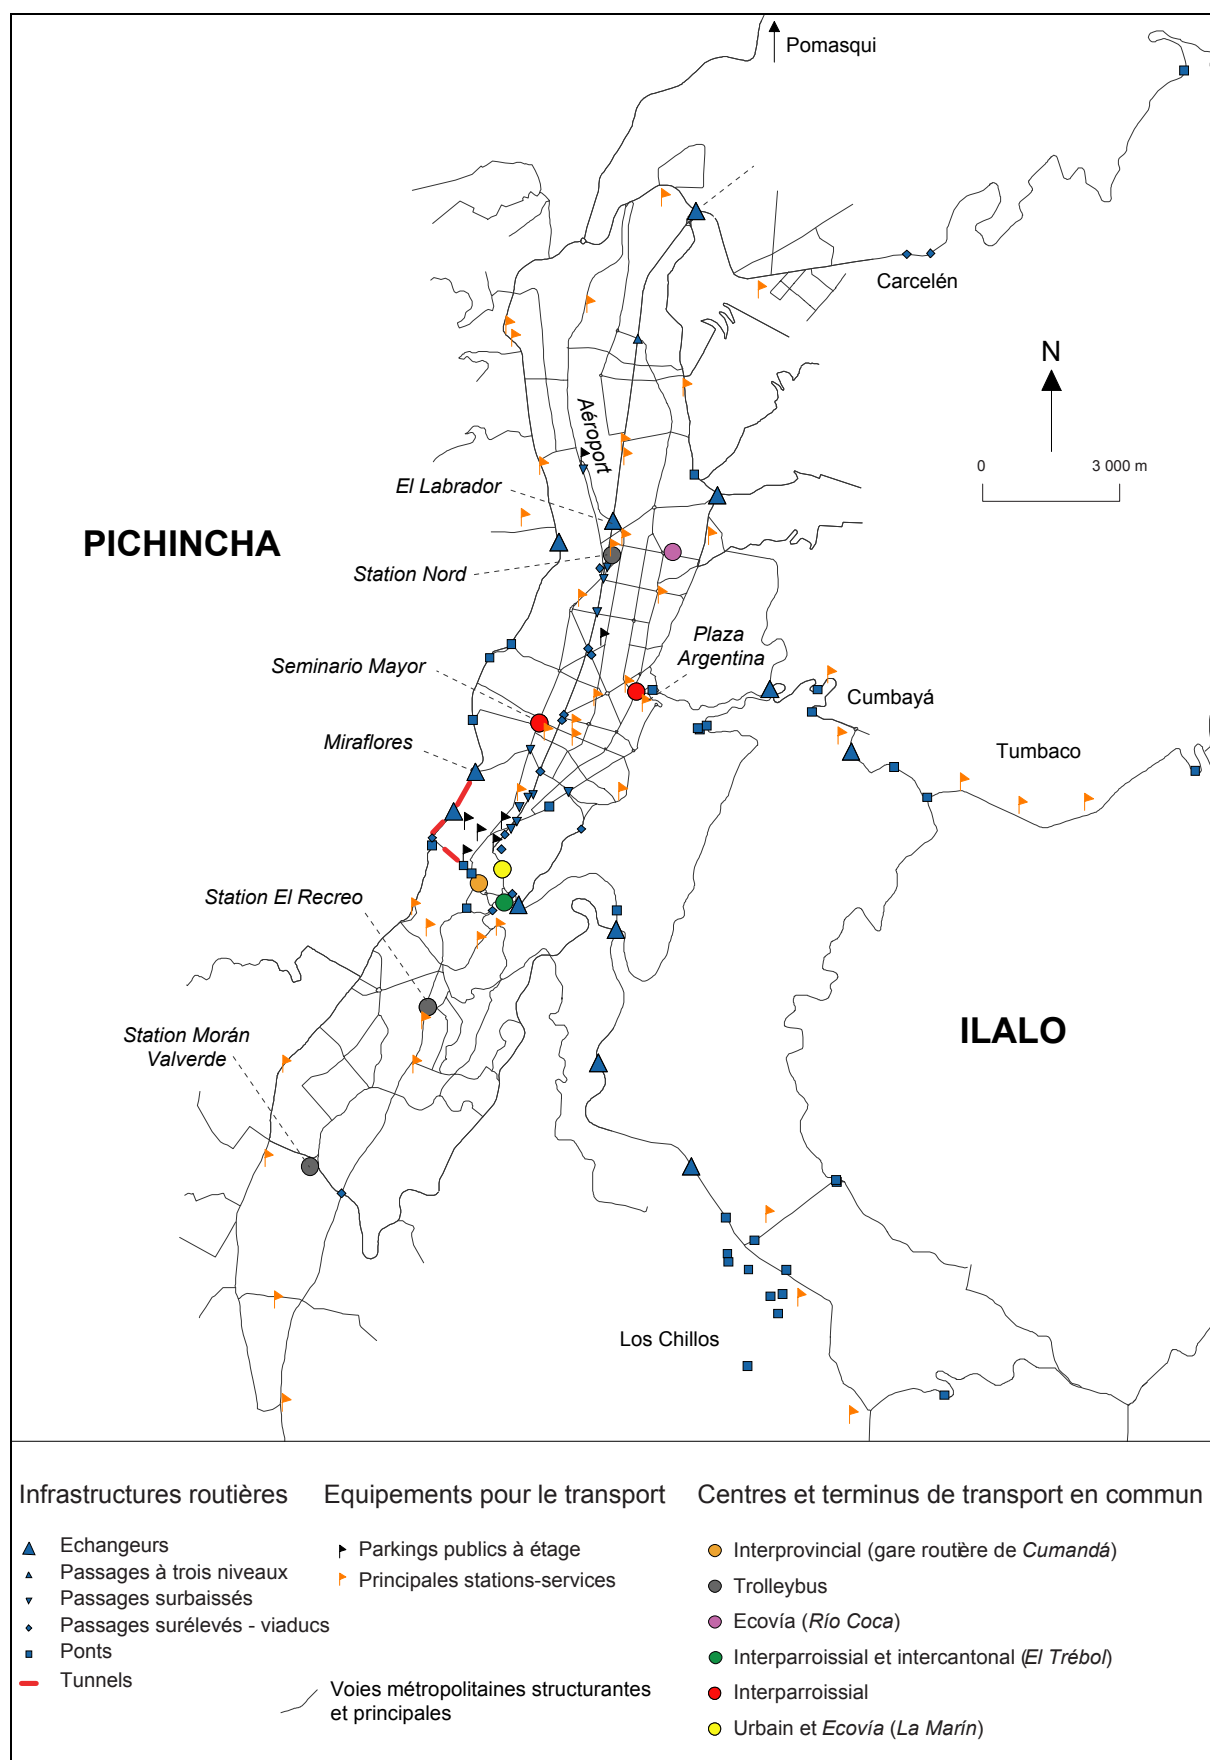 Pomasqui
Carcelén
N
0 3 000 m
Aéroport
El Labrador
PICHINCHA
Station Nord
Plaza
Argentina
Seminario Mayor
Cumbayá
Miraflores
Tumbaco
Station El Recreo
ILALO
Station Morán
Valverde
Los Chillos
Infrastructures routières
Echangeurs
Passages à trois niveaux
Passages surbaissés
Passages surélevés - viaducs
Ponts
Tunnels
Equipements pour le transport
Parkings publics à étage
Principales stations-services
Voies métropolitaines structurantes
et principales
Centres et terminus de transport en commun
Interprovincial (gare routière de Cumandá)
Trolleybus
Ecovía (Río Coca)
Interparroissial et intercantonal (El Trébol)
Interparroissial
Urbain et Ecovía (La Marín)